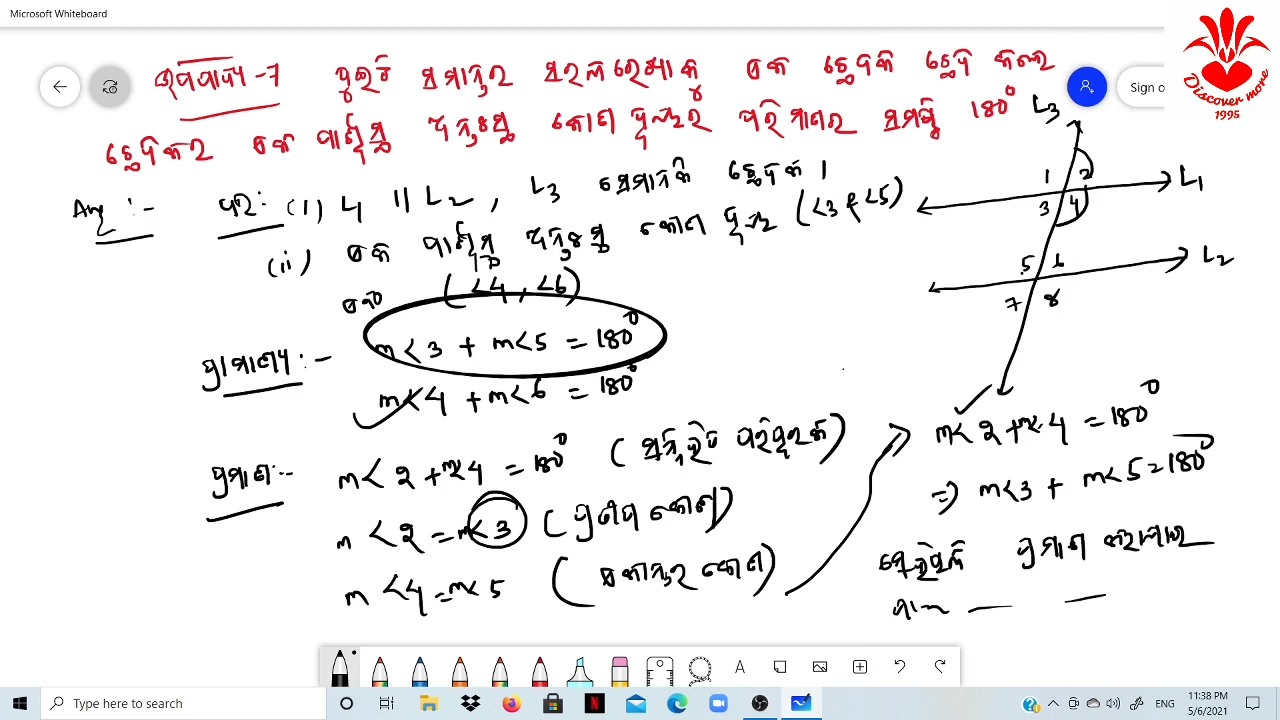 Microsoft Whiteboard
ଉପପାଦ୍ୟ -7 ଦୁଇଟି ସମାନ୍ତର ସରଳରେଖାକୁ ଏକ ଛେଦକ ଛେଦ କଲେ
ଛେଦକର ଏକ ପାର୍ଶ୍ୱସ୍ଥ ଅନ୍ତଃସ୍ଥ କୋଣ ଦ୍ୱୟର ପରିମାଣର ସମଷ୍ଟି 180°
Sign
Discover more
1995
Ans :- ଦତ୍ତ: (i) L1 || L2 , L3 ସେମାନଙ୍କ ଛେଦକ ।
(ii) ଏକ ପାର୍ଶ୍ୱସ୍ଥ ଅନ୍ତଃସ୍ଥ କୋଣ ଦ୍ୱୟ (<3 ଓ <5)
ଏବଂ (<4 , <6)
ପ୍ରାମାଣ୍ୟ :- m<3 + m<5 = 180°
m<4 + m<6 = 180°
ପ୍ରମାଣ:- m<2 + m<4 = 180° (ସନ୍ନିହିତ ପରିପୂରକ)
m<2 = m<3 (ପ୍ରତୀପ କୋଣ)
m<4 = m<5 (ଏକାନ୍ତର କୋଣ)
m<2 + m<4 = 180°
=> m<3 + m<5 = 180°
ସେହିପରି ପ୍ରମାଣ କରାଯାଇ
L3
1 2 L1
3 4
5 6 L2
7 8
Type here to search
ENG
11:38 PM
5/6/2021